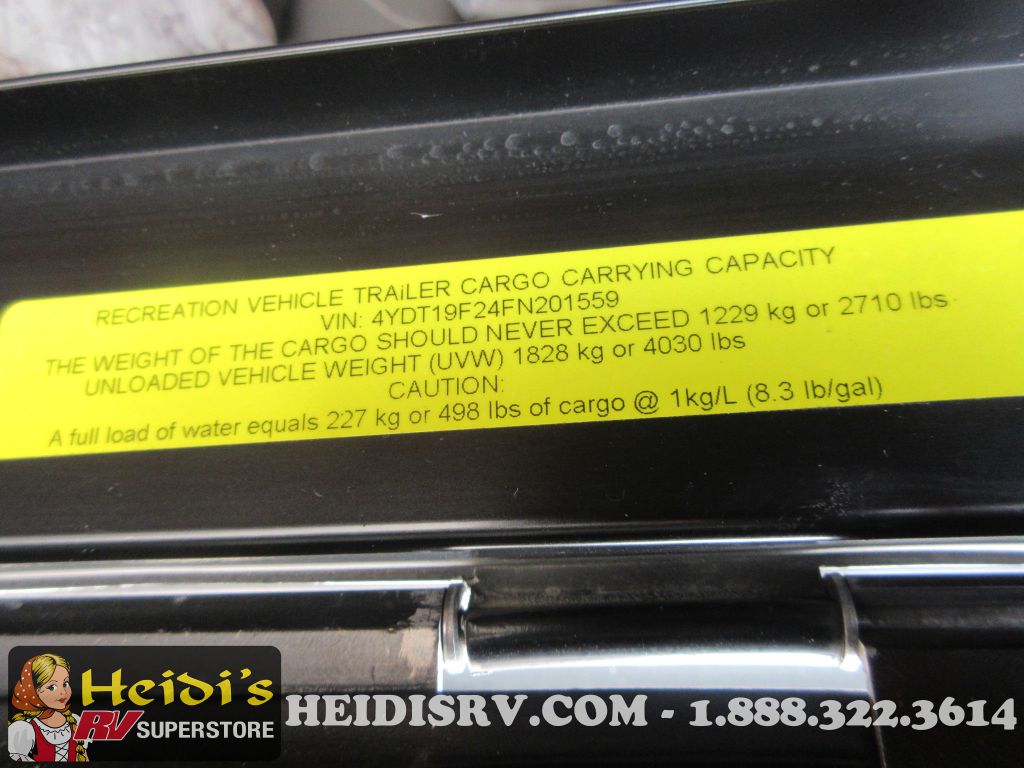 RECREATION VEHICLE TRAiLER CARGO CARRYING CAPACITY
VIN: 4YDT19F24FN201559
THE WEIGHT OF THE CARGO SHOULD NEVER EXCEED 1229 kg or 2710 lbs
UNLOADED VEHICLE WEIGHT (UVW) 1828 kg or 4030 lbs
CAUTION:
A full load of water equals 227 kg or 498 lbs of cargo @ 1kg/L (8.3 lb/gal)
Heidi's
RV SUPERSTORE
HEIDISRV.COM - 1.888.322.3614